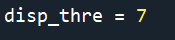 disp_thre = 7